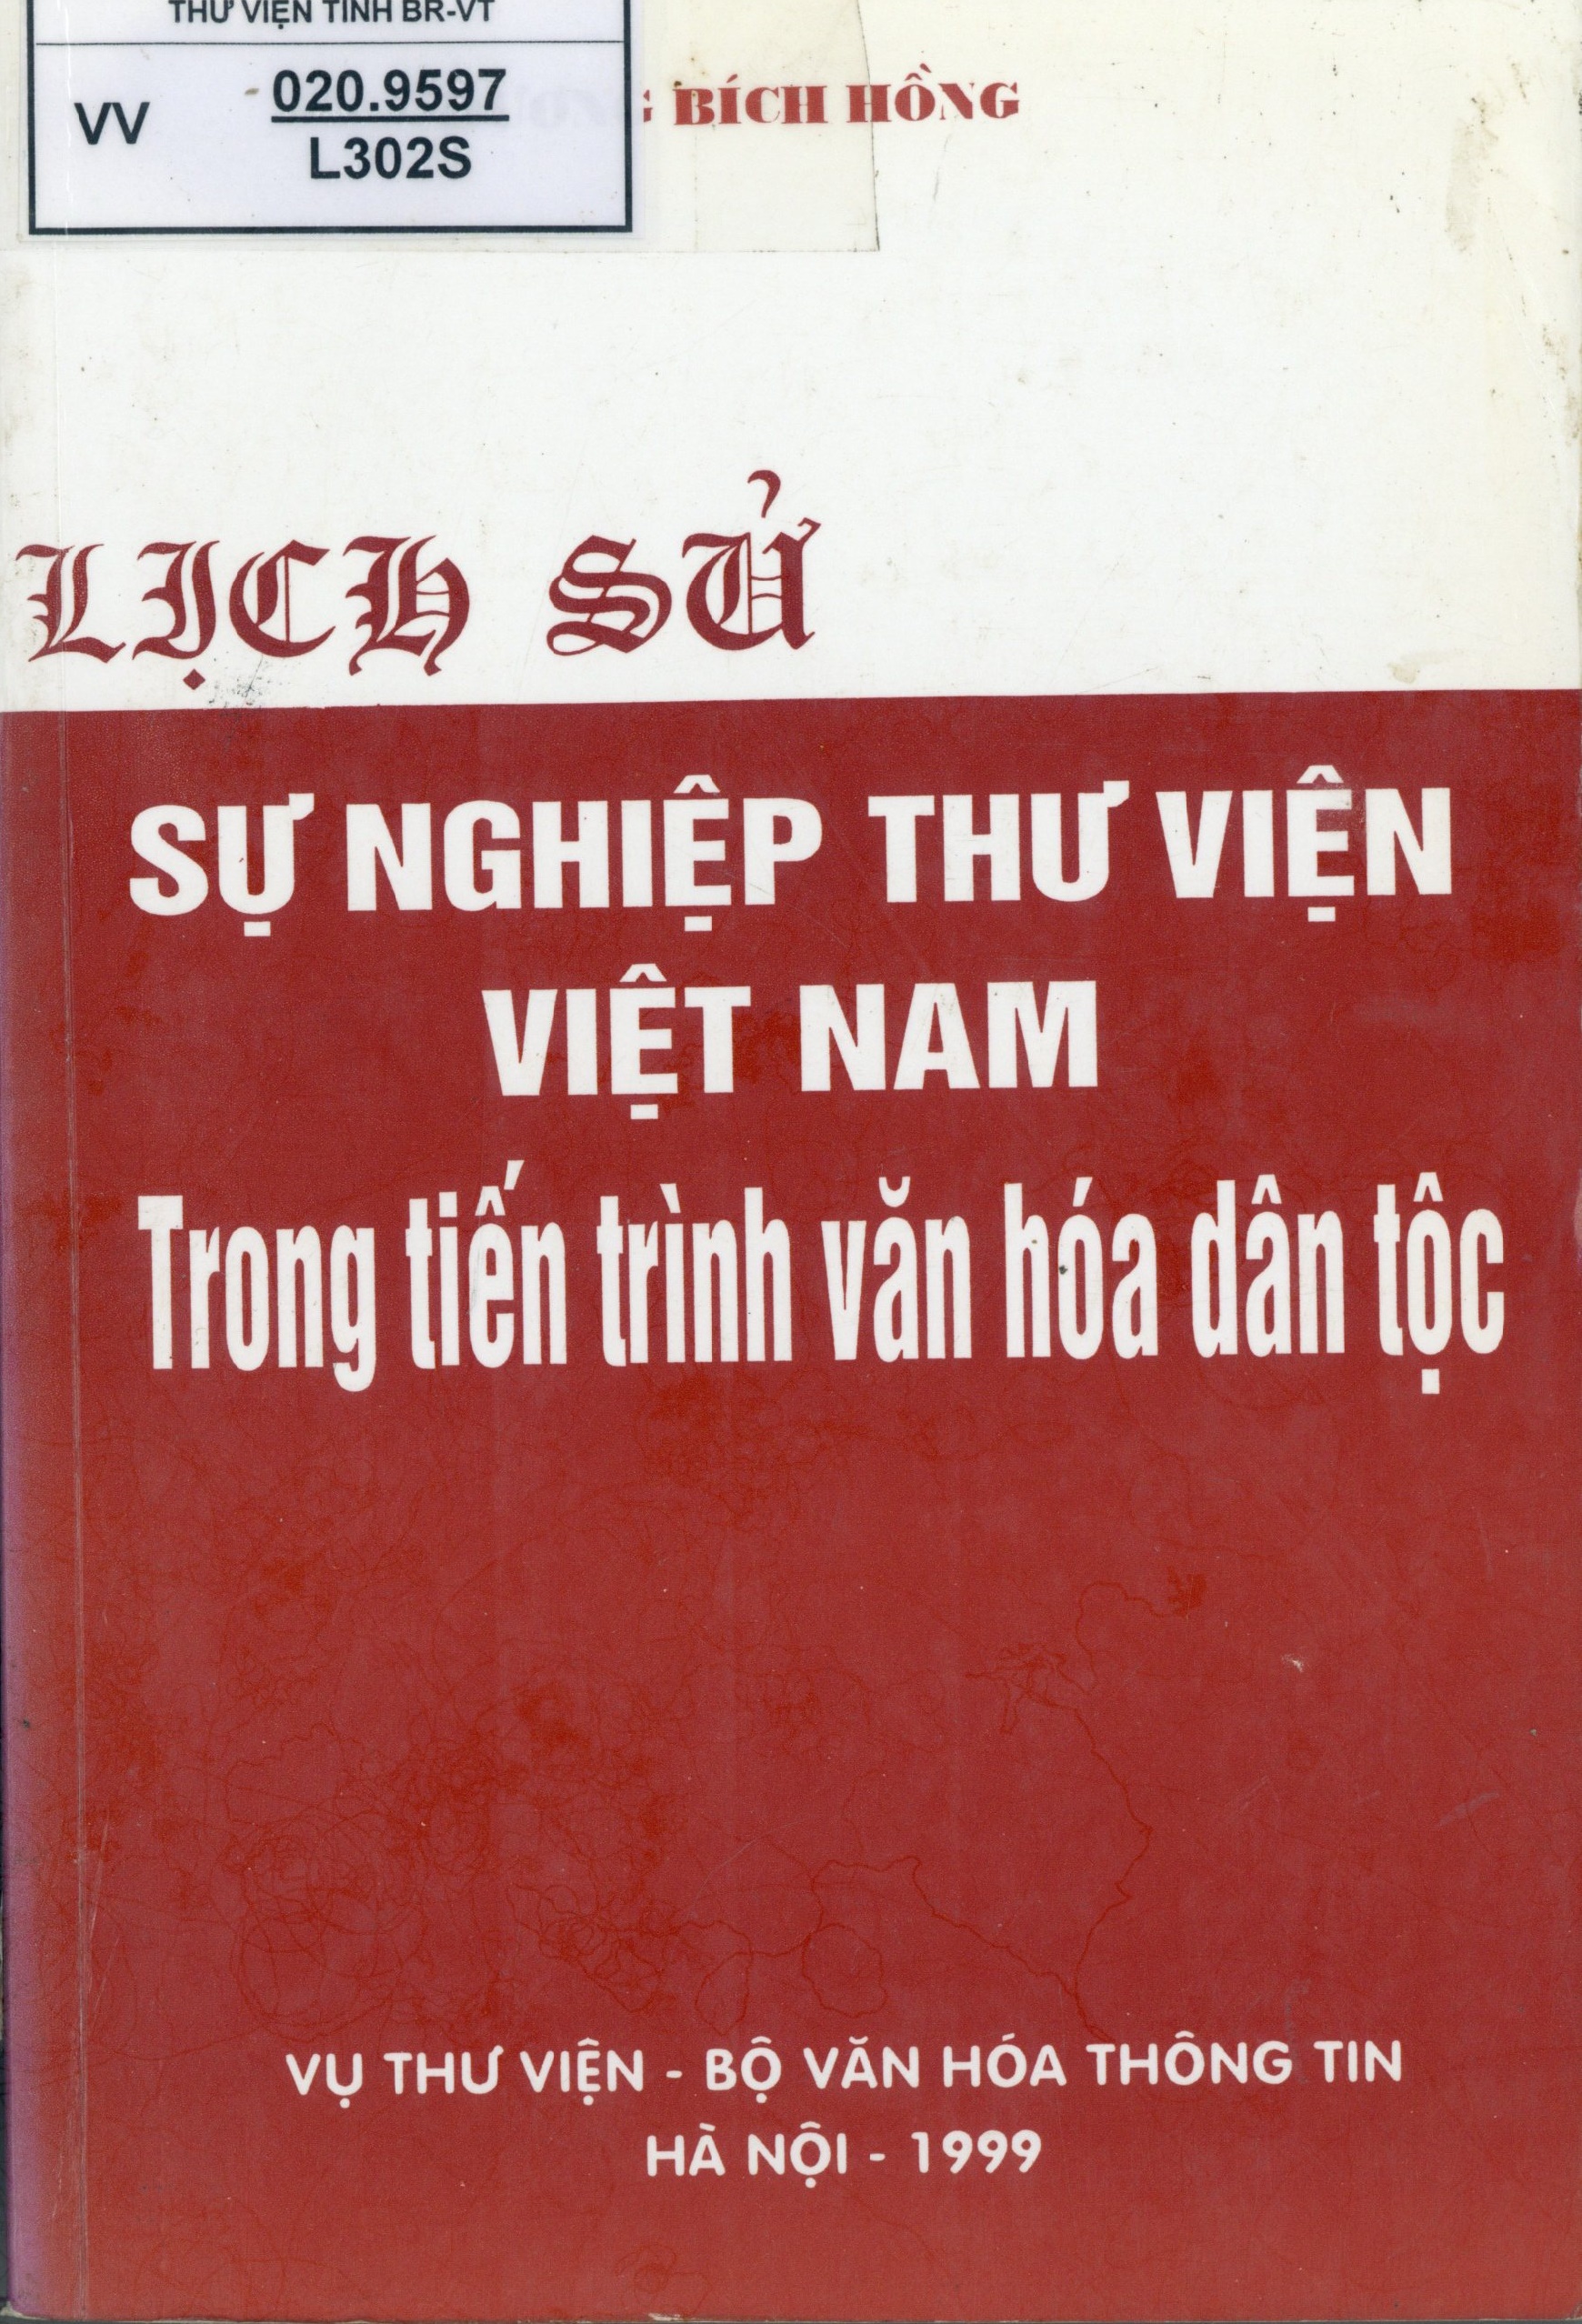 THƯ VIỆN TỈNH BR-VT
VV
020.9597
L302S
BÍCH HỒNG
LỊCH SỬ
SỰ NGHIỆP THƯ VIỆN
VIỆT NAM
Trong tiến trình văn hóa dân tộc
VỤ THƯ VIỆN - BỘ VĂN HÓA THÔNG TIN
HÀ NỘI - 1999